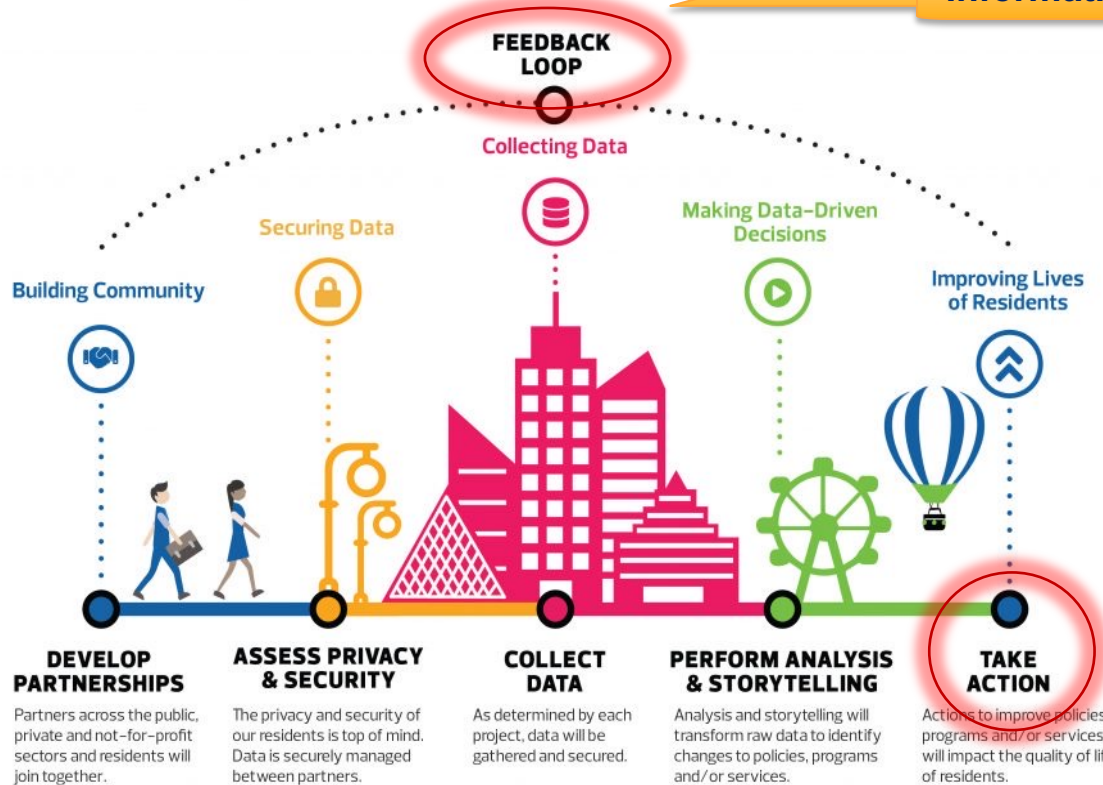 FEEDBACK
LOOP
Collecting Data
Making Data-Driven
Decisions
Securing Data
Improving Lives
of Residents
Building Community
DEVELOP
PARTNERSHIPS
Partners across the public,
private and not-for-profit
sectors and residents will
join together.
ASSESS PRIVACY
& SECURITY
The privacy and security of
our residents is top of mind.
Data is securely managed
between partners.
COLLECT
DATA
As determined by each
project, data will be
gathered and secured.
PERFORM ANALYSIS
& STORYTELLING
Analysis and storytelling will
transform raw data to identify
changes to policies, programs
and/or services.
TAKE
ACTION
Actions to improve policies
programs and/or services
will impact the quality of
of residents.